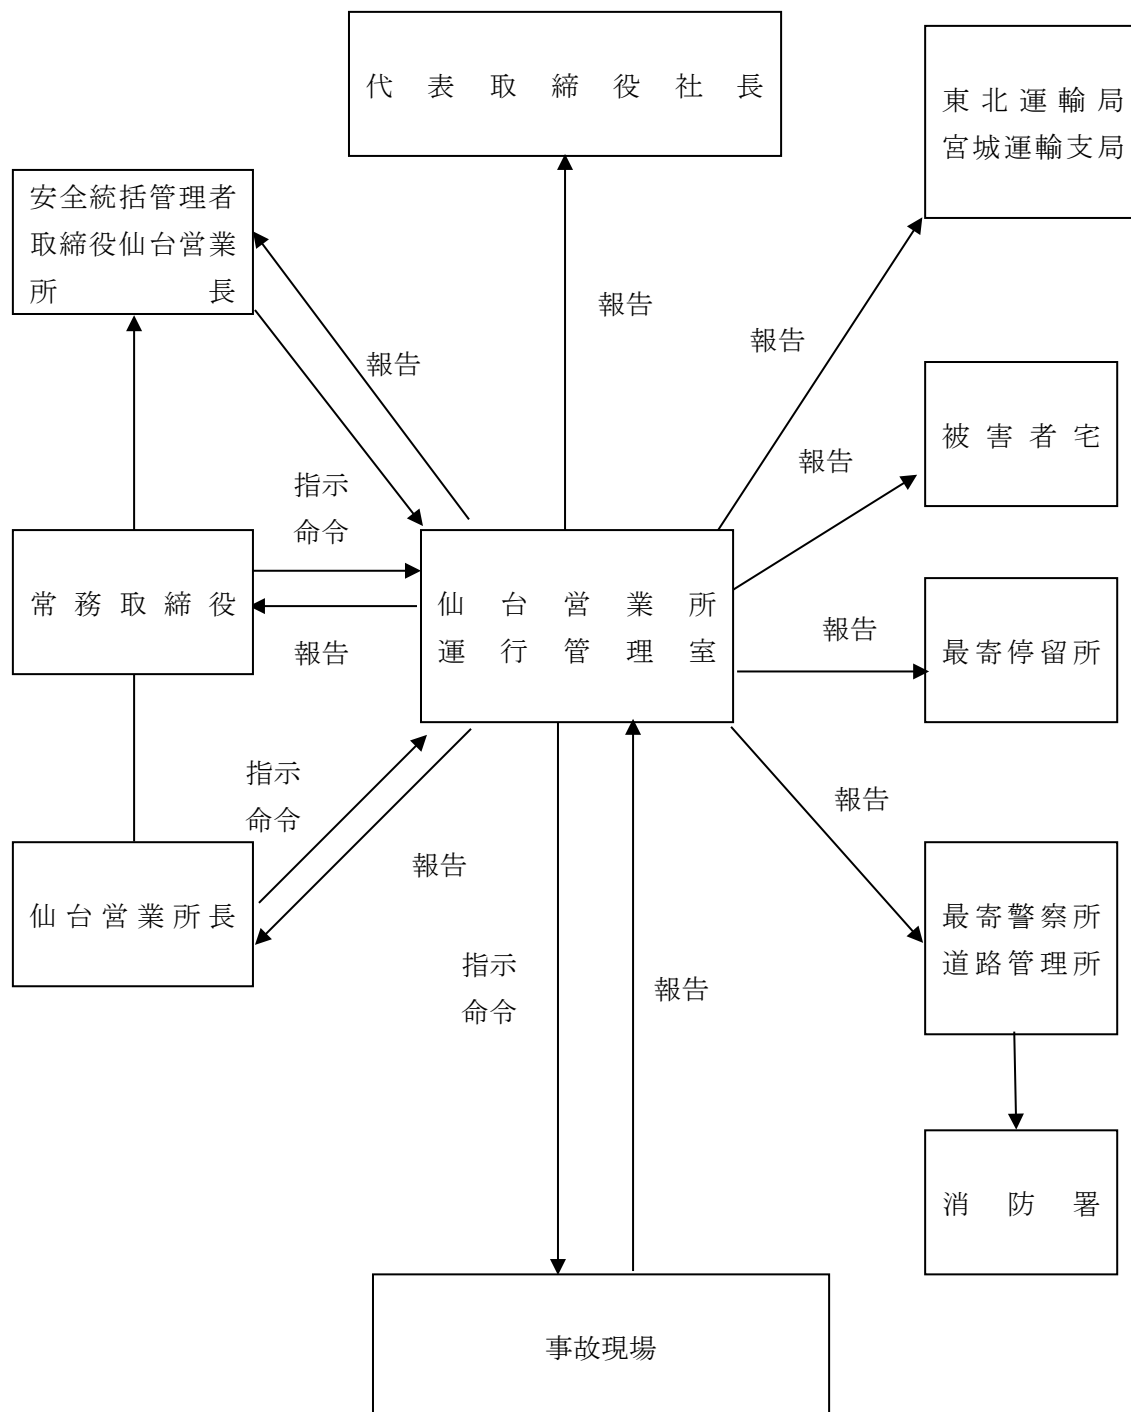 代表取締役社長
東北運輸局
宮城運輸支局
安全統括管理者
取締役仙台営業
所長
報告
報告
報告
被害者宅
報告
指示
命令
常務取締役
仙台営業所
運行管理室
報告
報告
最寄停留所
指示
命令
報告
報告
仙台営業所長
最寄警察所
道路管理所
指示
命令
報告
消防署
事故現場